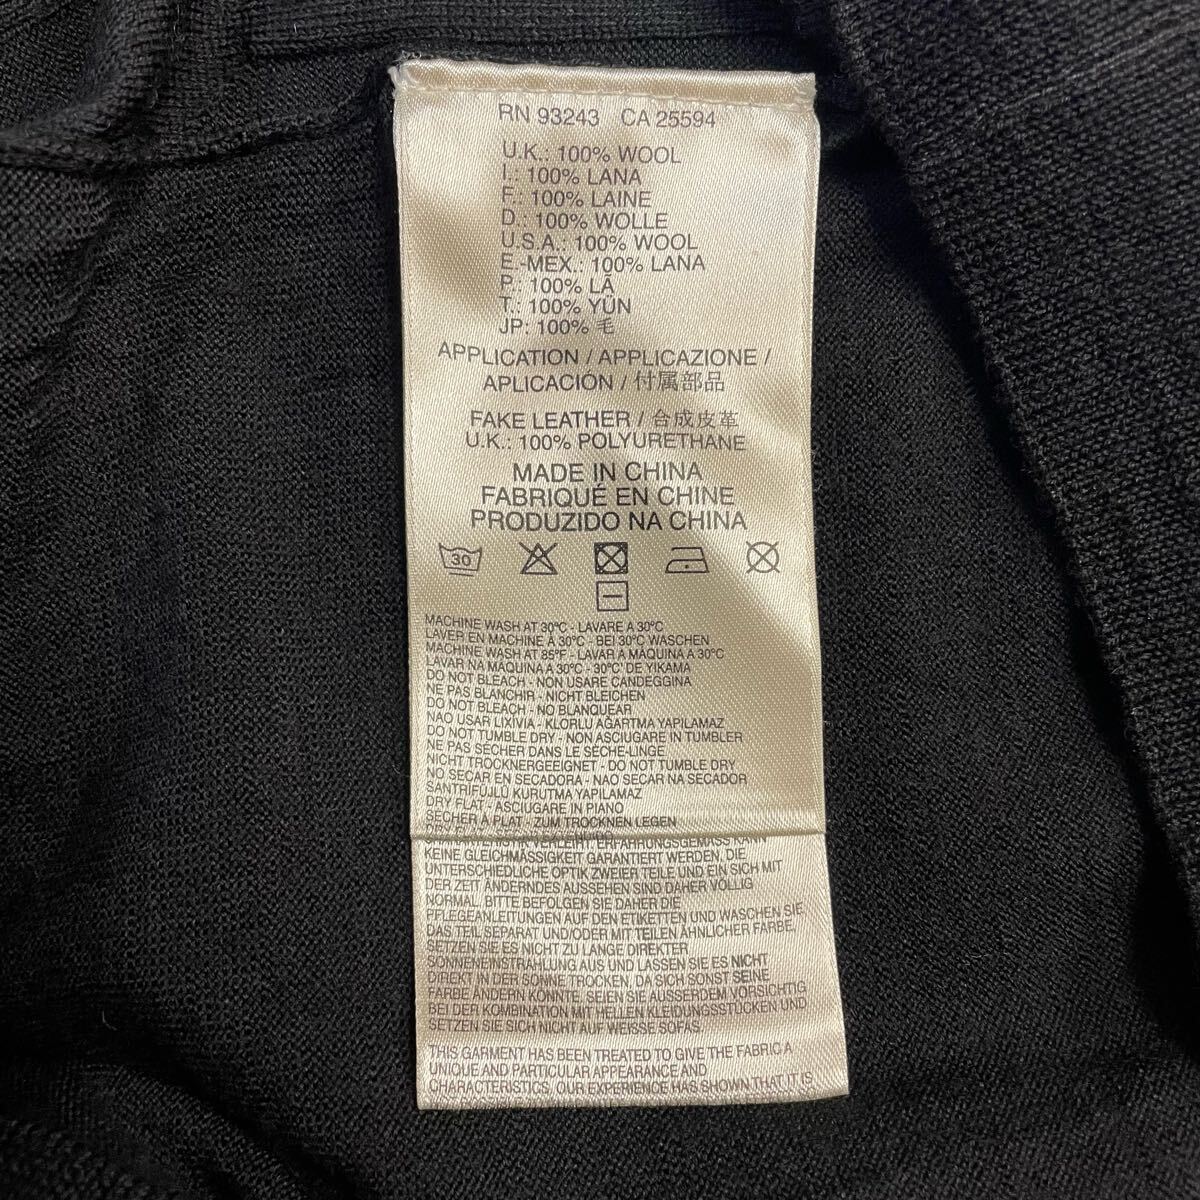 RN 93243 CA 25594
U.K.: 100% WOOL
I.: 100% LANA
F.: 100% LAINE
D.: 100% WOLLE
U.S.A.: 100% WOOL
E.-MEX.: 100% LANA
P.: 100% LÃ
T.: 100% YÜN
JP: 100% 毛
APPLICATION / APPLICAZIONE /
APLICACIÓN / 付属部品
FAKE LEATHER / 合成皮革
U.K.: 100% POLYURETHANE
MADE IN CHINA
FABRIQUÉ EN CHINE
PRODUZIDO NA CHINA
30
MACHINE WASH AT 30°C - LAVARE A 30°C
LAVER EN MACHINE À 30°C - BEI 30°C WASCHEN
MACHINE WASH AT 85°F - LAVAR A MÁQUINA A 30°C
LAVAR NA MÁQUINA A 30°C - 30°C' DE YIKAMA
DO NOT BLEACH - NON USARE CANDEGGINA
NE PAS BLANCHIR - NICHT BLEICHEN
DO NOT BLEACH - NO BLANQUEAR
NÃO USAR LIXÍVIA - KLORLU AĞARTMA YAPILAMAZ
DO NOT TUMBLE DRY - NON ASCIUGARE IN TUMBLER
NE PAS SÉCHER DANS LE SÈCHE-LINGE
NICHT TROCKNERGEEIGNET - DO NOT TUMBLE DRY
NO SECAR EN SECADORA - NAO SECAR NA SECADOR
SANTRİFÜJLÜ KURUTMA YAPILAMAZ
DRY FLAT - ASCIUGARE IN PIANO
SÉCHER À PLAT - ZUM TROCKNEN LEGEN
DRY FLAT
VERLEIHT, ERFAHRUNGSGEMÄSS KANN
KEINE GLEICHMÄSSIGKEIT GARANTIERT WERDEN. DIE
UNTERSCHIEDLICHE OPTIK ZWEIER TEILE UND EIN SICH MIT
DER ZEIT ÄNDERNDES AUSSEHEN SIND DAHER VÖLLIG
NORMAL. BITTE BEFOLGEN SIE DAHER DIE
PFLEGEANLEITUNGEN AUF DEN ETIKETTEN UND WASCHEN SIE
DAS TEIL SEPARAT UND/ODER MIT TEILEN ÄHNLICHER FARBE.
SETZEN SIE ES NICHT ZU LANGE DIREKTER
SONNENEINSTRAHLUNG AUS UND LASSEN SIE ES NICHT
DIREKT IN DER SONNE TROCKEN, DA SICH SONST SEINE
FARBE ÄNDERN KÖNNTE. SEIEN SIE AUSSERDEM VORSICHTIG
BEI DER KOMBINATION MIT HELLEN KLEIDUNGSSTÜCKEN UND
SETZEN SIE SICH NICHT AUF WEISSE SOFAS.
THIS GARMENT HAS BEEN TREATED TO GIVE THE FABRIC A
UNIQUE AND PARTICULAR APPEARANCE AND
CHARACTERISTICS. OUR EXPERIENCE HAS SHOWN THAT IT IS